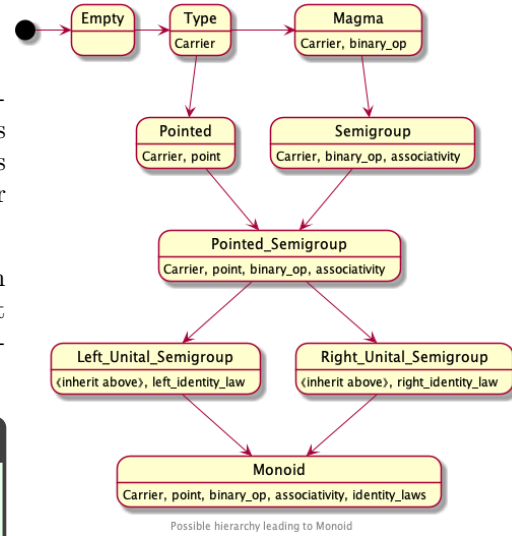 Empty
Type
Carrier
Magma
Carrier, binary_op
s
s
r
Pointed
Carrier, point
Semigroup
Carrier, binary_op, associativity
Pointed_Semigroup
Carrier, point, binary_op, associativity
n
t
Left_Unital_Semigroup
⟪inherit above⟫, left_identity_law
Right_Unital_Semigroup
⟪inherit above⟫, right_identity_law
Monoid
Carrier, point, binary_op, associativity, identity_laws
Possible hierarchy leading to Monoid